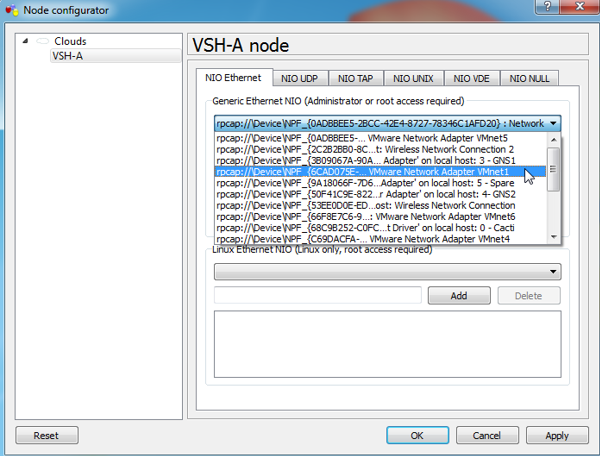 Node configurator
Clouds
VSH-A
VSH-A node
NIO Ethernet NIO UDP NIO TAP NIO UNIX NIO VDE NIO NULL
Generic Ethernet NIO (Administrator or root access required)
rpcap://\Device\NPF_{0ADBBEE5-2BCC-42E4-8727-78346C1AFD20} : Network
rpcap://\Device\NPF_{0ADBBEE5-... VMware Network Adapter VMnet5
rpcap://\Device\NPF_{2C2B2BB0-8C...t: Wireless Network Connection 2
rpcap://\Device\NPF_{3B09067A-90A... Adapter' on local host: 3 - GNS1
rpcap://\Device\NPF_{6CAD075E-... VMware Network Adapter VMnet1
rpcap://\Device\NPF_{9A18066F-7D6...Adapter' on local host: 5 - Spare
rpcap://\Device\NPF_{50F41C9E-822...r Adapter' on local host: 4- GNS2
rpcap://\Device\NPF_{53EE0D0E-ED...ost: Wireless Network Connection
rpcap://\Device\NPF_{66F8E7C6-9...: VMware Network Adapter VMnet6
rpcap://\Device\NPF_{68C9B252-C0FC...t Driver' on local host: 0 - Cacti
rpcap://\Device\NPF_{C69DACFA-... VMware Network Adapter VMnet4
Linux Ethernet NIO (Linux only, root access required)
Add Delete
Reset OK Cancel Apply